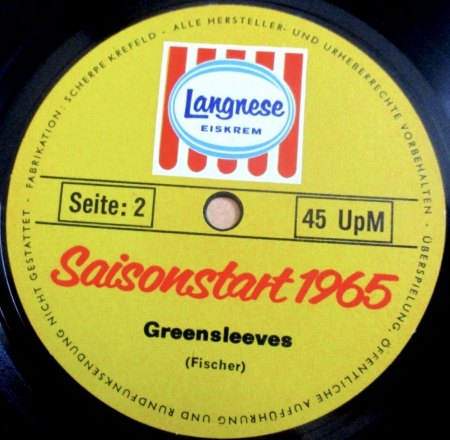 FABRIKATION: SCHERPE KREFELD • ALLE HERSTELLER- UND URHEBERRECHTE VORBEHALTEN • ÜBERSPIELUNG, ÖFFENTLICHE AUFFÜHRUNG UND RUNDFUNKSENDUNG NICHT GESTATTET •
Langnese
EISKREM
Seite: 2
45 UpM
Saisonstart 1965
Greensleeves
(Fischer)